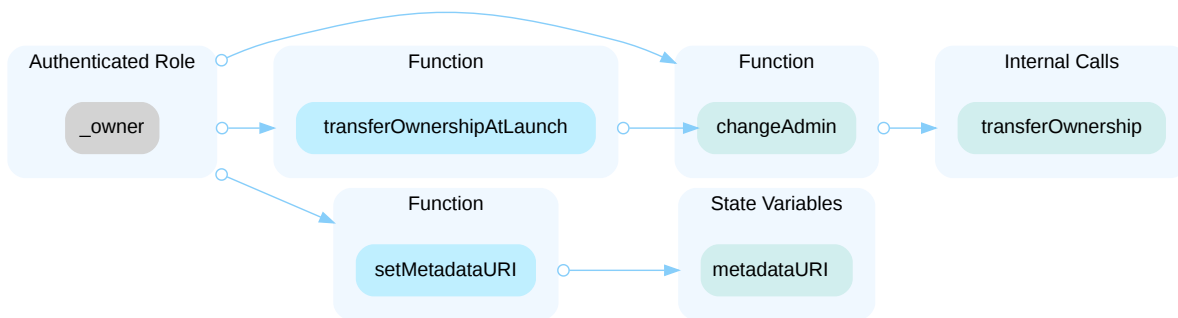 Authenticated Role
_owner
Function
transferOwnershipAtLaunch
Function
changeAdmin
Internal Calls
transferOwnership
Function
setMetadataURI
State Variables
metadataURI